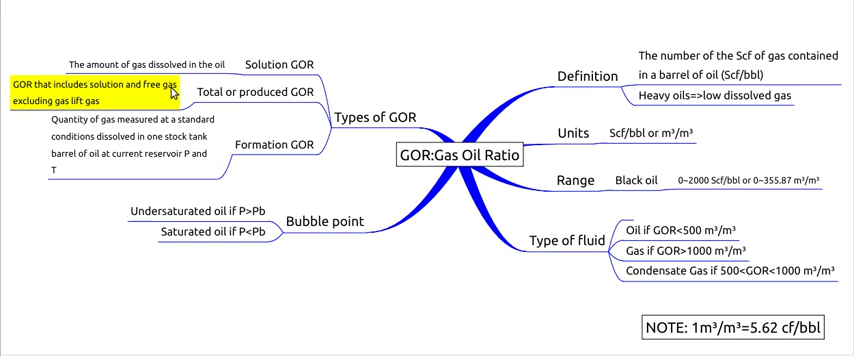 The amount of gas dissolved in the oil
Solution GOR
GOR that includes solution and free gas
excluding gas lift gas
Total or produced GOR
Quantity of gas measured at a standard
conditions dissolved in one stock tank
barrel of oil at current reservoir P and
T
Formation GOR
Types of GOR
Undersaturated oil if P>Pb
Saturated oil if P<Pb
Bubble point
GOR:Gas Oil Ratio
Definition
The number of the Scf of gas contained
in a barrel of oil (Scf/bbl)
Heavy oils=>low dissolved gas
Units
Scf/bbl or m³/m³
Range
Black oil
0~2000 Scf/bbl or 0~355.87 m³/m³
Type of fluid
Oil if GOR<500 m³/m³
Gas if GOR>1000 m³/m³
Condensate Gas if 500<GOR<1000 m³/m³
NOTE: 1m³/m³=5.62 cf/bbl